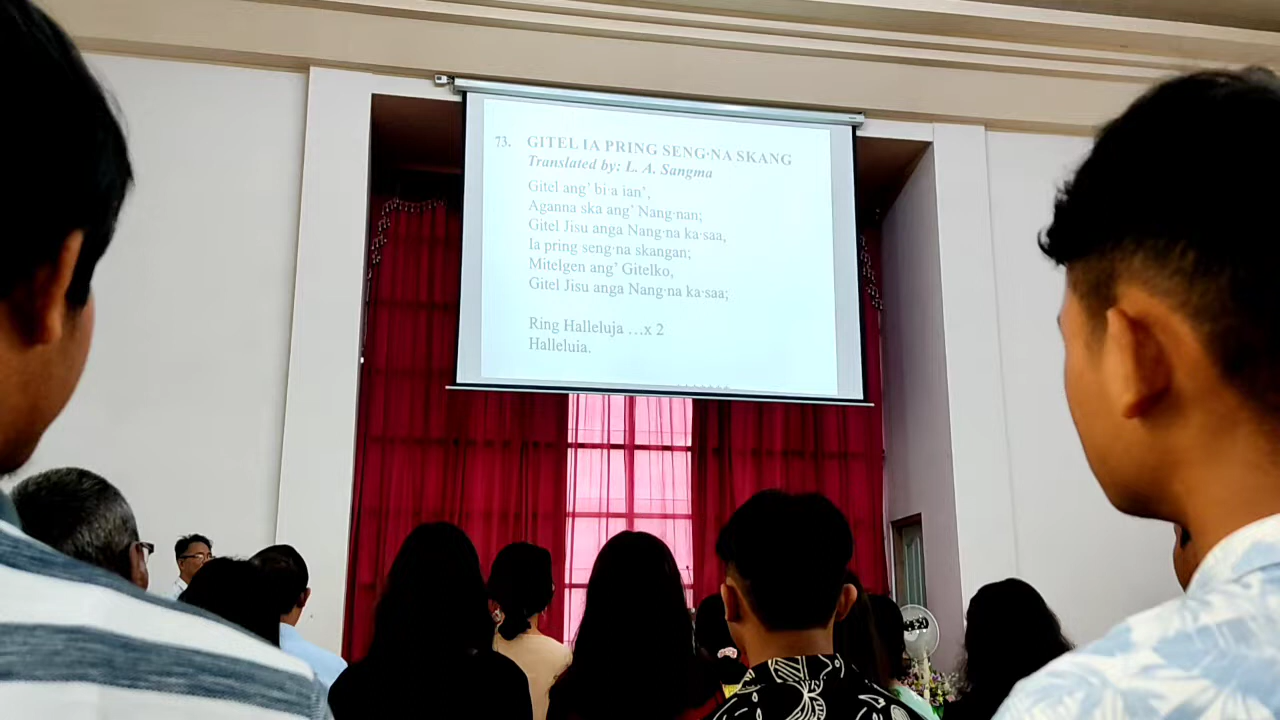 73. GITEL IA PRING SENG·NA SKANG
Translated by: L. A. Sangma
Gitel ang’ bi·a ian’,
Aganna ska ang’ Nang·nan;
Gitel Jisu anga Nang·na ka·saa,
Ia pring seng·na skangan;
Mitelgen ang’ Gitelko,
Gitel Jisu anga Nang·na ka·saa;
Ring Halleluja ...x 2
Halleluia.